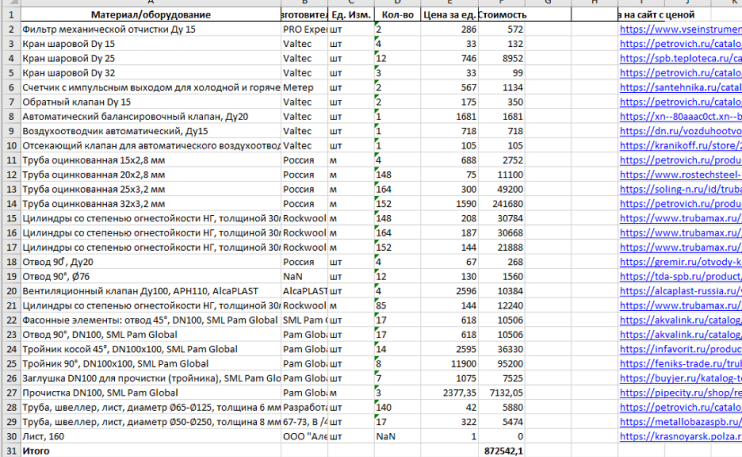 A B C D E F G H I J K
1 Материал/оборудование зготовител Ед. Изм. Кол-во Цена за ед. Стоимость а на сайт с ценой
2 Фильтр механической отчистки Ду 15 PRO Expe шт 2 286 572 https://www.vseinstrumen
3 Кран шаровой Dy 15 Valtec шт 4 33 132 https://petrovich.ru/catalo
4 Кран шаровой Dy 25 Valtec шт 12 746 8952 https://spb.teploteca.ru/ca
5 Кран шаровой Dy 32 Valtec шт 3 33 99 https://petrovich.ru/catalo
6 Счетчик с импульсным выходом для холодной и горяче Метер шт 2 567 1134 https://santehnika.ru/catal
7 Обратный клапан Dy 15 Valtec шт 2 175 350 https://petrovich.ru/catalo
8 Автоматический балансировочный клапан, Ду20 Valtec шт 1 1681 1681 https://xn--80aaac0ct.xn--b
9 Воздухоотводчик автоматический, Ду15 Valtec шт 1 718 718 https://dn.ru/vozduhootvo
10 Отсекающий клапан для автоматического воздухоотвод Valtec шт 1 105 105 https://kranikoff.ru/store/2
11 Труба оцинкованная 15х2,8 мм Россия м 4 688 2752 https://petrovich.ru/produ
12 Труба оцинкованная 20х2,8 мм Россия м 148 75 11100 https://www.rostechsteel-
13 Труба оцинкованная 25х3,2 мм Россия м 164 300 49200 https://soling-n.ru/id/truba
14 Труба оцинкованная 32х3,2 мм Россия м 152 1590 241680 https://petrovich.ru/produ
15 Цилиндры со степенью огнестойкости НГ, толщиной 30м Rockwool м 148 208 30784 https://www.trubamax.ru/
16 Цилиндры со степенью огнестойкости НГ, толщиной 30м Rockwool м 164 187 30668 https://www.trubamax.ru/
17 Цилиндры со степенью огнестойкости НГ, толщиной 30м Rockwool м 152 144 21888 https://www.trubamax.ru/
18 Отвод 90°, Ду20 Россия шт 4 67 268 https://gremir.ru/otvody-k
19 Отвод 90°, Ø76 NaN шт 12 130 1560 https://tda-spb.ru/product,
20 Вентиляционный клапан Ду100, APH110, AlcaPLAST AlcaPLAST шт 4 2596 10384 https://alcaplast-russia.ru/
21 Цилиндры со степенью огнестойкости НГ, толщиной 30м Rockwool м 85 144 12240 https://www.trubamax.ru/
22 Фасонные элементы: отвод 45°, DN100, SML Pam Global SML Pam шт 17 618 10506 https://akvalink.ru/catalog,
23 Отвод 90°, DN100, SML Pam Global Pam Globa шт 17 618 10506 https://akvalink.ru/catalog,
24 Тройник косой 45°, DN100х100, SML Pam Global Pam Globa шт 14 2595 36330 https://infavorit.ru/produc
25 Тройник 90°, DN100х100, SML Pam Global Pam Globa шт 8 11900 95200 https://feniks-trade.ru/trul
26 Заглушка DN100 для прочистки (тройника), SML Pam Glo Pam Globa шт 7 1075 7525 https://buyjer.ru/katalog-t
27 Прочистка DN100, SML Pam Global Pam Globa м 3 2377,35 7132,05 https://pipecity.ru/shop/re
28 Труба, швеллер, лист, диаметр Ø65-Ø125, толщина 6 мм Разработ шт 140 42 5880 https://petrovich.ru/catalo
29 Труба, швеллер, лист, диаметр Ø50-Ø250, толщина 8 мм 67-73, В /4 шт 17 322 5474 https://metallobazaspb.ru/
30 Лист, 160 ООО "Але шт NaN 1 0 https://krasnoyarsk.polza.r
31 Итого 872542,1